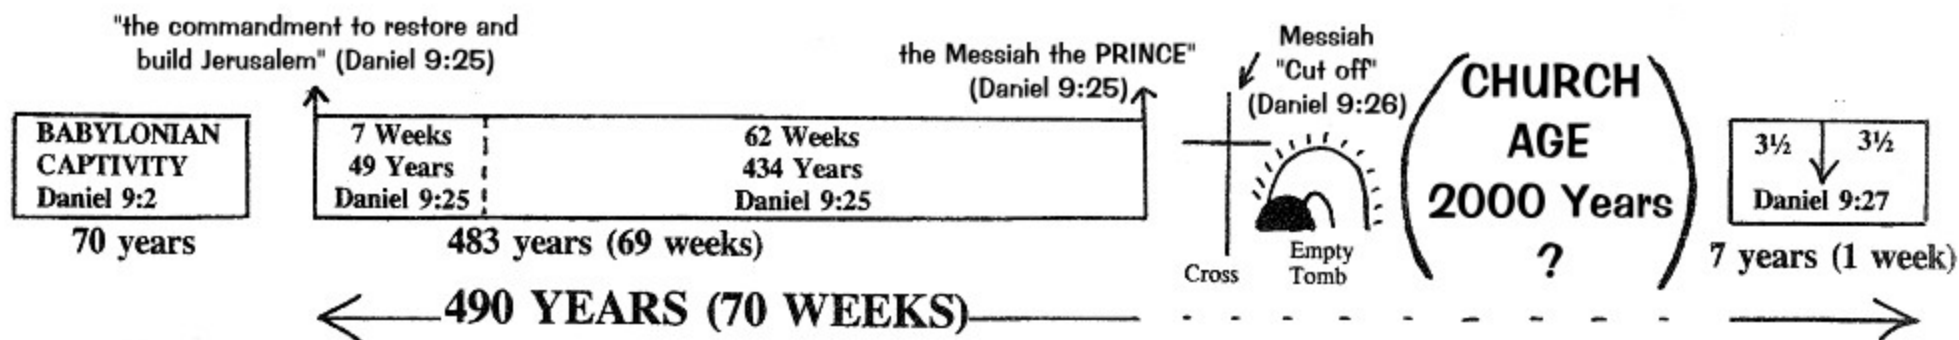 "the commandment to restore and
build Jerusalem" (Daniel 9:25)
the Messiah the PRINCE"
(Daniel 9:25)
Messiah
"Cut off"
(Daniel 9:26)
BABYLONIAN
CAPTIVITY
Daniel 9:2
70 years
7 Weeks
49 Years
Daniel 9:25
62 Weeks
434 Years
Daniel 9:25
483 years (69 weeks)
Cross
Empty
Tomb
CHURCH
AGE
2000 Years
?
3½ 3½
Daniel 9:27
7 years (1 week)
490 YEARS (70 WEEKS)